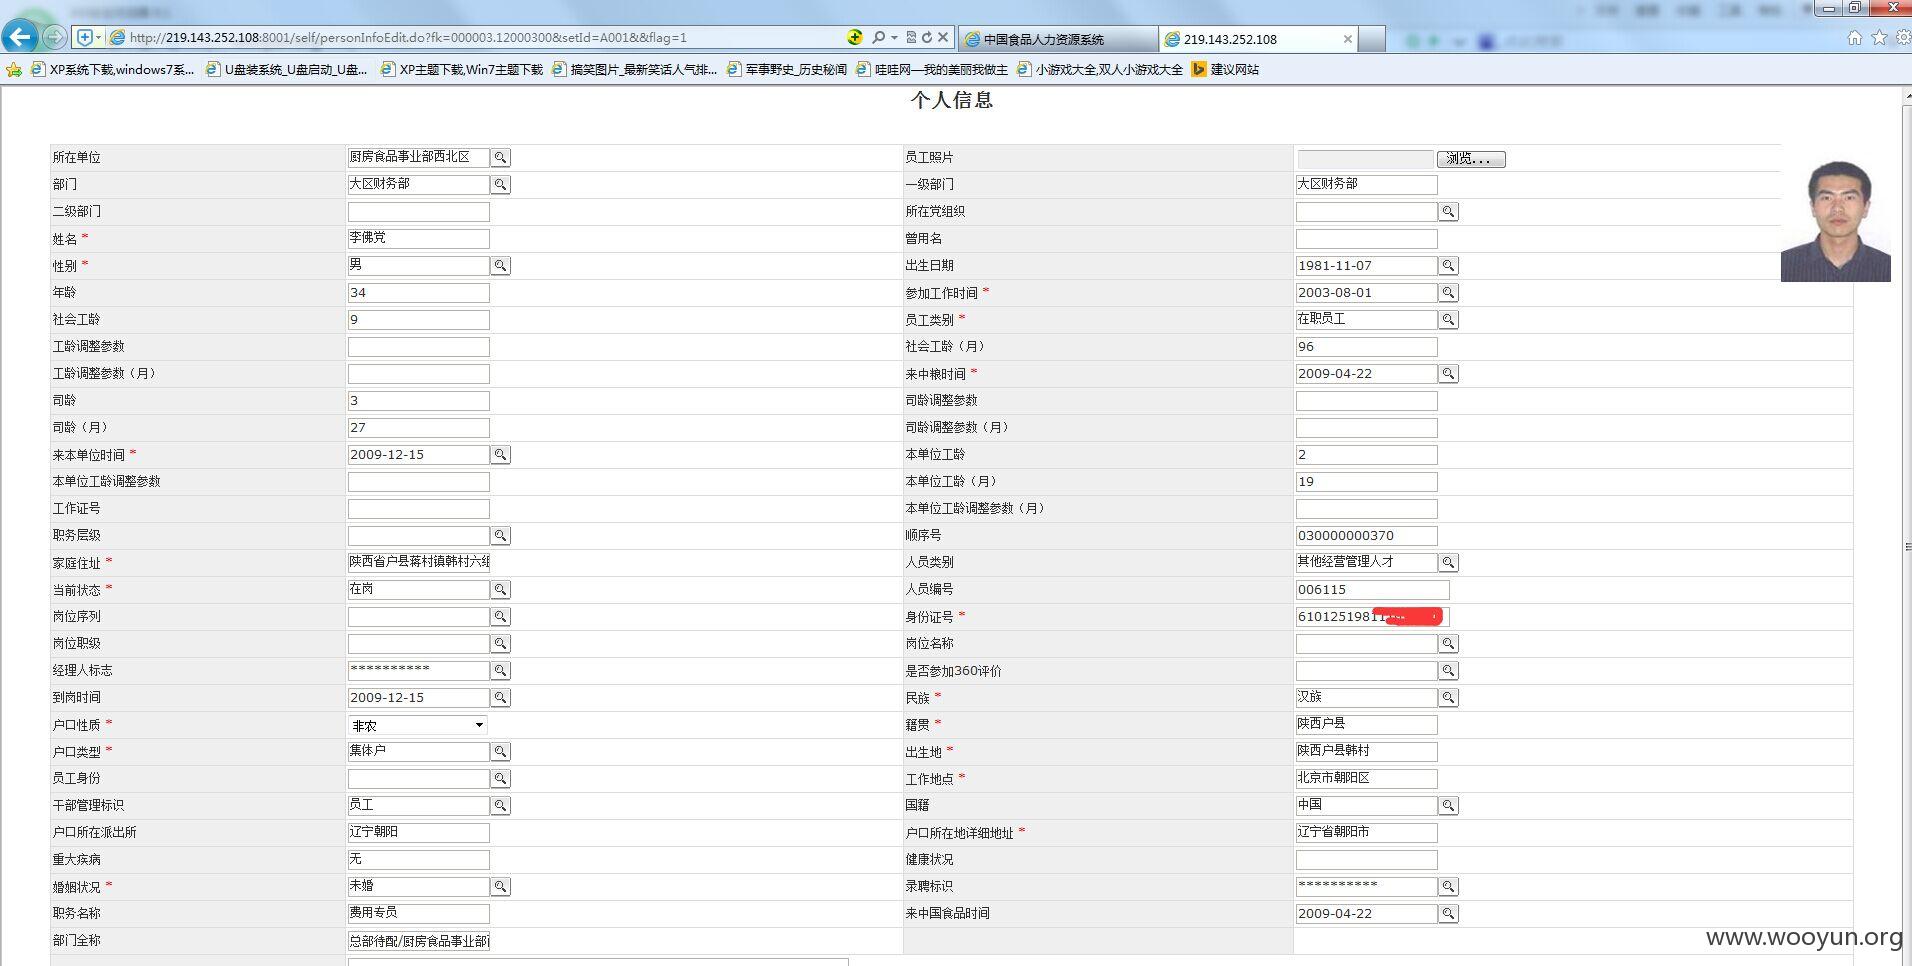 http://219.143.252.108:8001/self/personInfoEdit.do?fk=000003.12000300&setId=A001&&flag=1
中国食品人力资源系统
219.143.252.108
XP系统下载,windows7系...
U盘装系统_U盘启动_U盘...
XP主题下载,Win7主题下载
搞笑图片_最新笑话人气排...
军事野史_历史秘闻
哇哇网—我的美丽我做主
小游戏大全,双人小游戏大全
建议网站
个人信息
所在单位 厨房食品事业部西北区 员工照片 浏览...
部门 大区财务部 一级部门 大区财务部
二级部门 所在党组织
姓名 * 李佛党 曾用名
性别 * 男 出生日期 1981-11-07
年龄 34 参加工作时间 * 2003-08-01
社会工龄 9 员工类别 * 在职员工
工龄调整参数 社会工龄（月） 96
工龄调整参数（月） 来中粮时间 * 2009-04-22
司龄 3 司龄调整参数
司龄（月） 27 司龄调整参数（月）
来本单位时间 * 2009-12-15 本单位工龄 2
本单位工龄调整参数 本单位工龄（月） 19
工作证号 本单位工龄调整参数（月）
职务层级 顺序号 030000000370
家庭住址 * 陕西省户县蒋村镇韩村六组 人员类别 其他经营管理人才
当前状态 * 在岗 人员编号 006115
岗位序列 身份证号 * 6101251981
岗位职级 岗位名称
经理人标志 ********** 是否参加360评价
到岗时间 2009-12-15 民族 * 汉族
户口性质 * 非农 籍贯 * 陕西户县
户口类型 * 集体户 出生地 * 陕西户县韩村
员工身份 工作地点 * 北京市朝阳区
干部管理标识 员工 国籍 中国
户口所在派出所 辽宁朝阳 户口所在地详细地址 * 辽宁省朝阳市
重大疾病 无 健康状况
婚姻状况 * 未婚 录聘标识 **********
职务名称 费用专员 来中国食品时间 2009-04-22
部门全称 总部待配/厨房食品事业部
www.wooyun.org